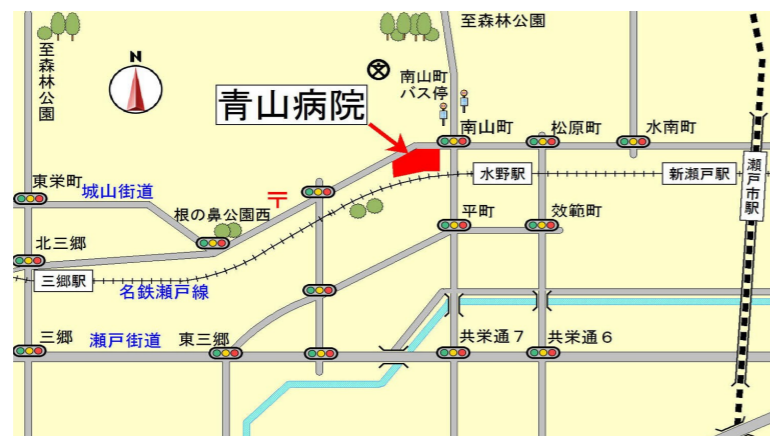 至森林公園
至森林公園
N
南山町
バス停
青山病院
南山町
松原町
水南町
水野駅
新瀬戸駅
瀬戸市駅
東栄町
城山街道
根の鼻公園西
平町
効範町
北三郷
三郷駅
名鉄瀬戸線
三郷
瀬戸街道
東三郷
共栄通7
共栄通6